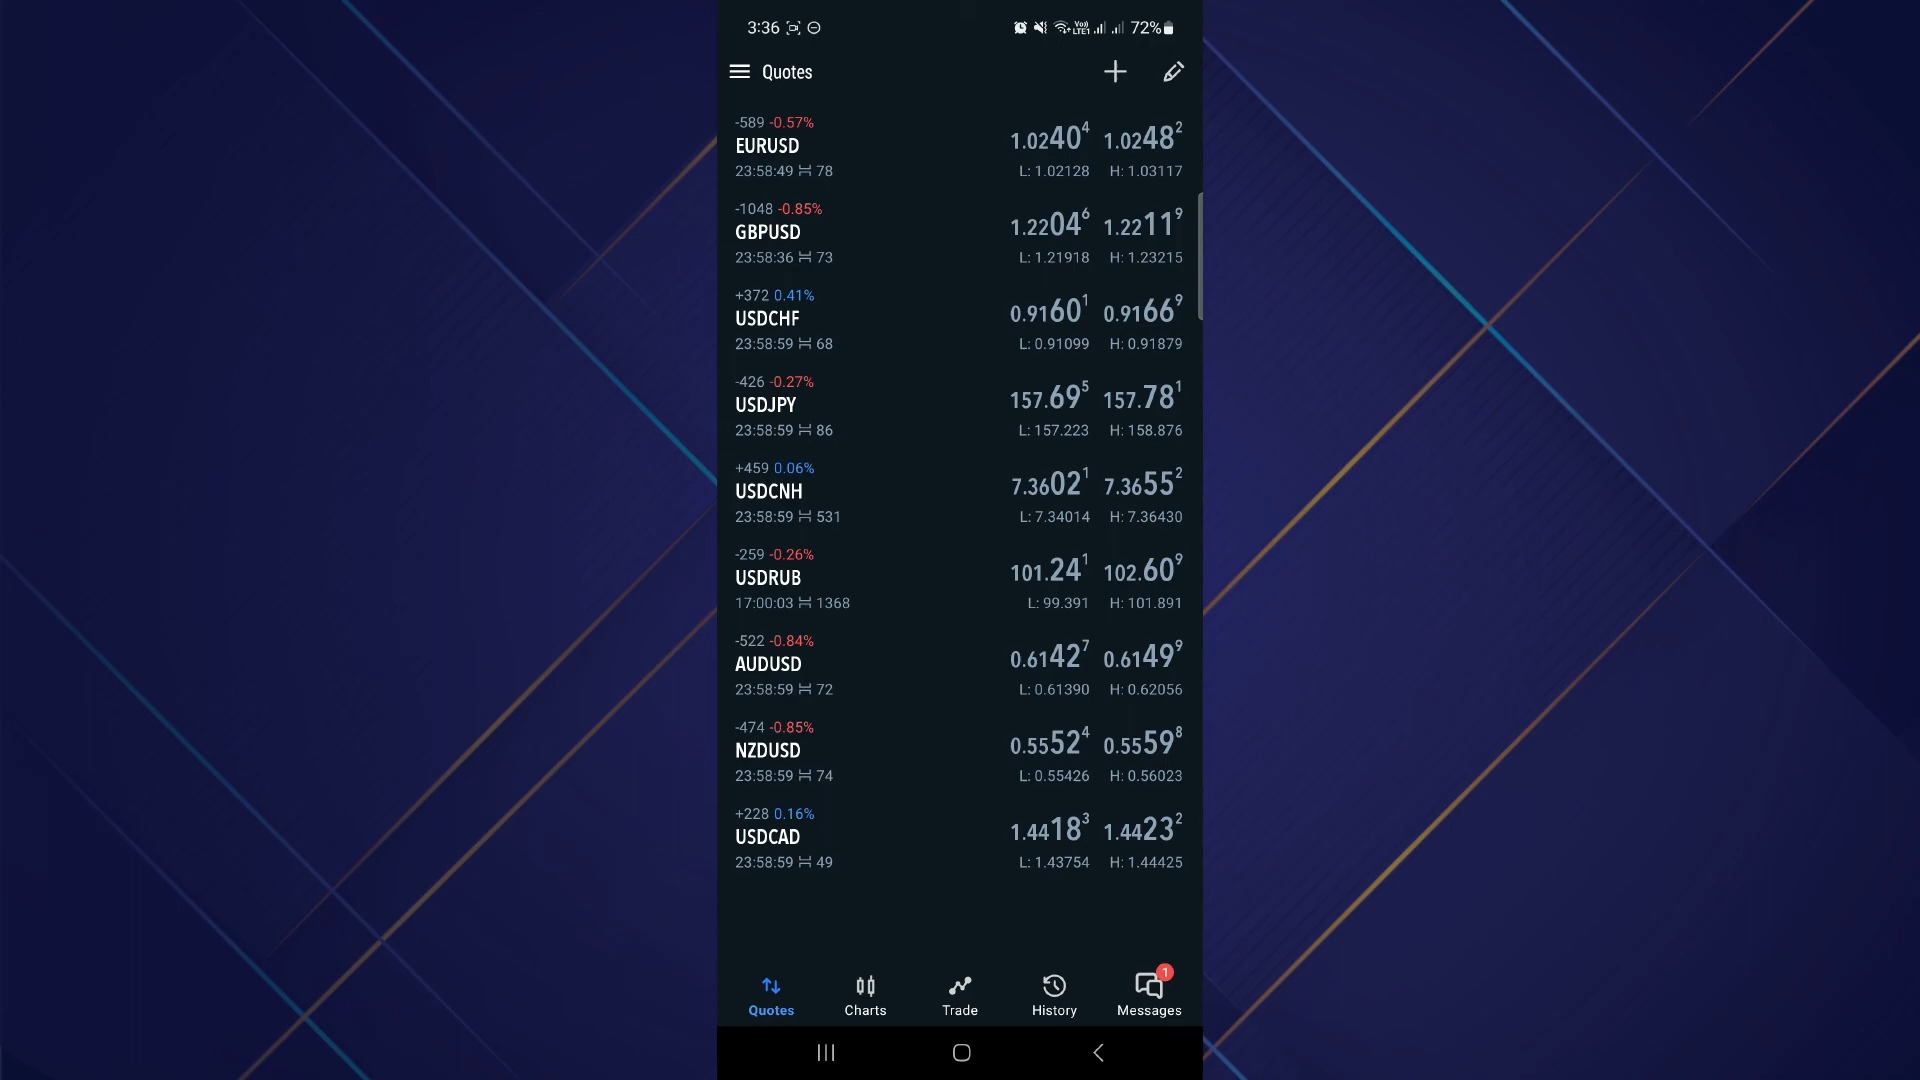 3:36 72%
Quotes
-589 -0.57%
EURUSD 1.02404 1.02482
23:58:49 78 L: 1.02128 H: 1.03117
-1048 -0.85%
GBPUSD 1.22046 1.22119
23:58:36 73 L: 1.21918 H: 1.23215
+372 0.41%
USDCHF 0.91601 0.91669
23:58:59 68 L: 0.91099 H: 0.91879
-426 -0.27%
USDJPY 157.695 157.781
23:58:59 86 L: 157.223 H: 158.876
+459 0.06%
USDCNH 7.36021 7.36552
23:58:59 531 L: 7.34014 H: 7.36430
-259 -0.26%
USDRUB 101.241 102.609
17:00:03 1368 L: 99.391 H: 101.891
-522 -0.84%
AUDUSD 0.61427 0.61499
23:58:59 72 L: 0.61390 H: 0.62056
-474 -0.85%
NZDUSD 0.55524 0.55598
23:58:59 74 L: 0.55426 H: 0.56023
+228 0.16%
USDCAD 1.44183 1.44232
23:58:59 49 L: 1.43754 H: 1.44425
1
Quotes Charts Trade History Messages